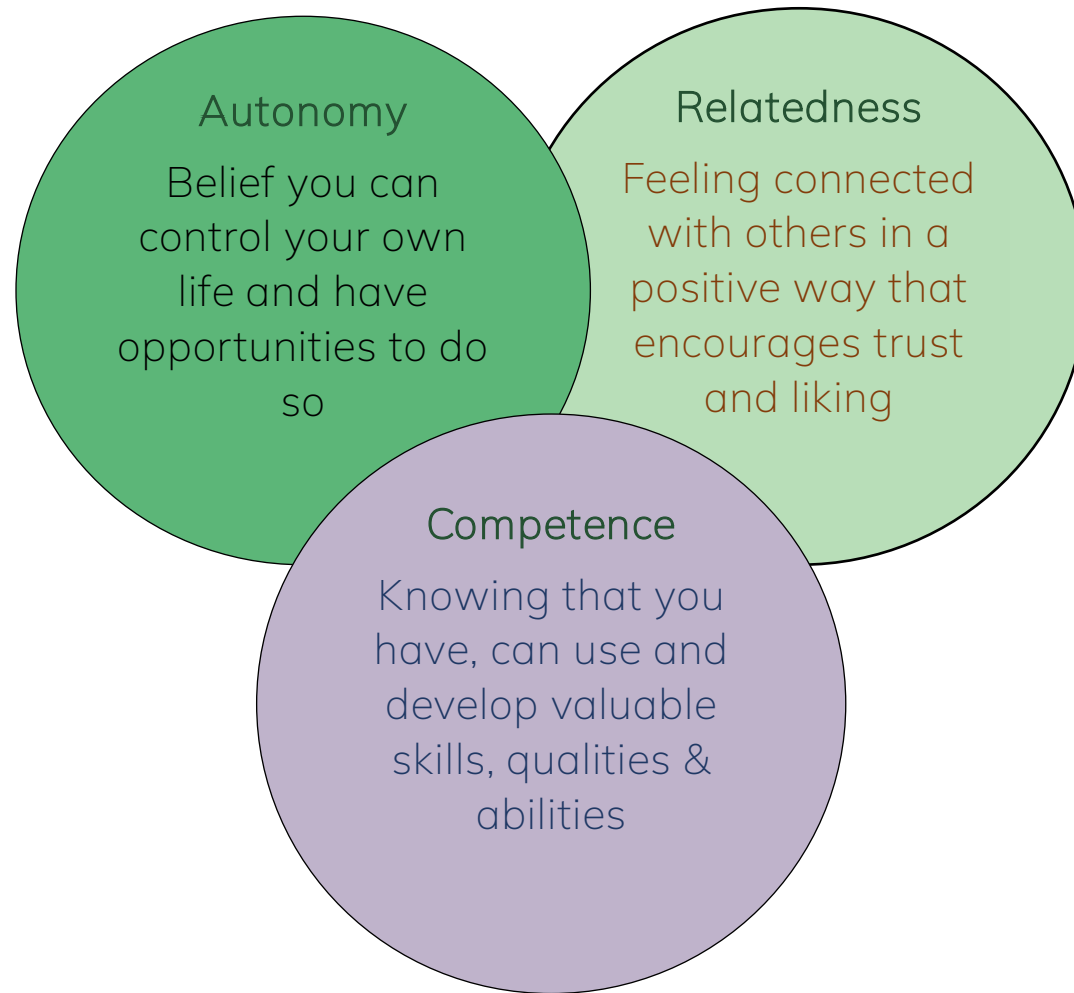 Autonomy
Belief you can
control your own
life and have
opportunities to do
so
Relatedness
Feeling connected
with others in a
positive way that
encourages trust
and liking
Competence
Knowing that you
have, can use and
develop valuable
skills, qualities &
abilities